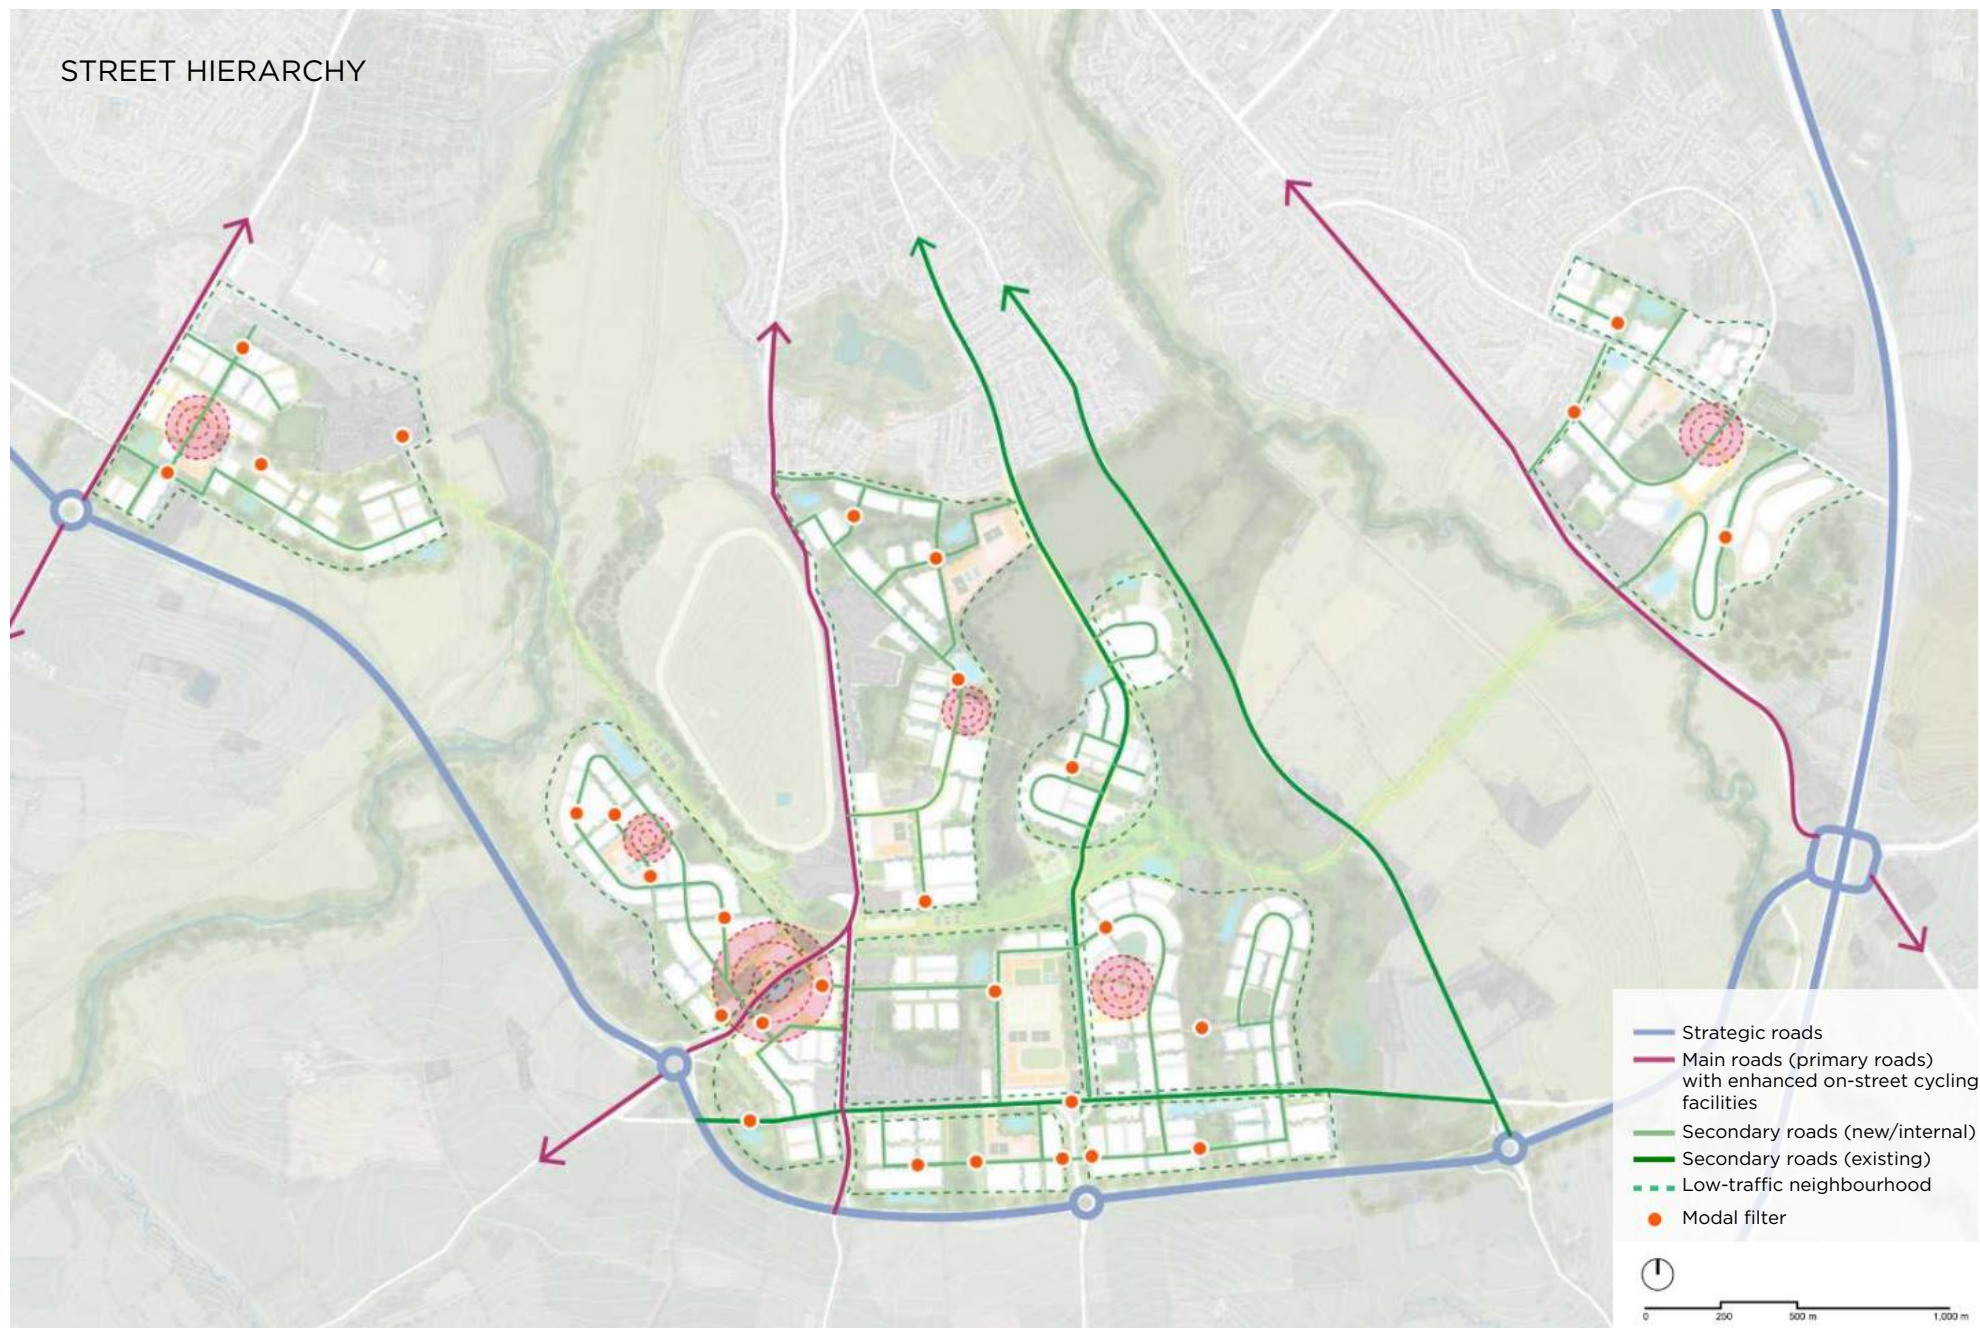 STREET HIERARCHY
Strategic roads
Main roads (primary roads)
with enhanced on-street cycling
facilities
Secondary roads (new/internal)
Secondary roads (existing)
Low-traffic neighbourhood
Modal filter
0 250 500 m 1,000 m